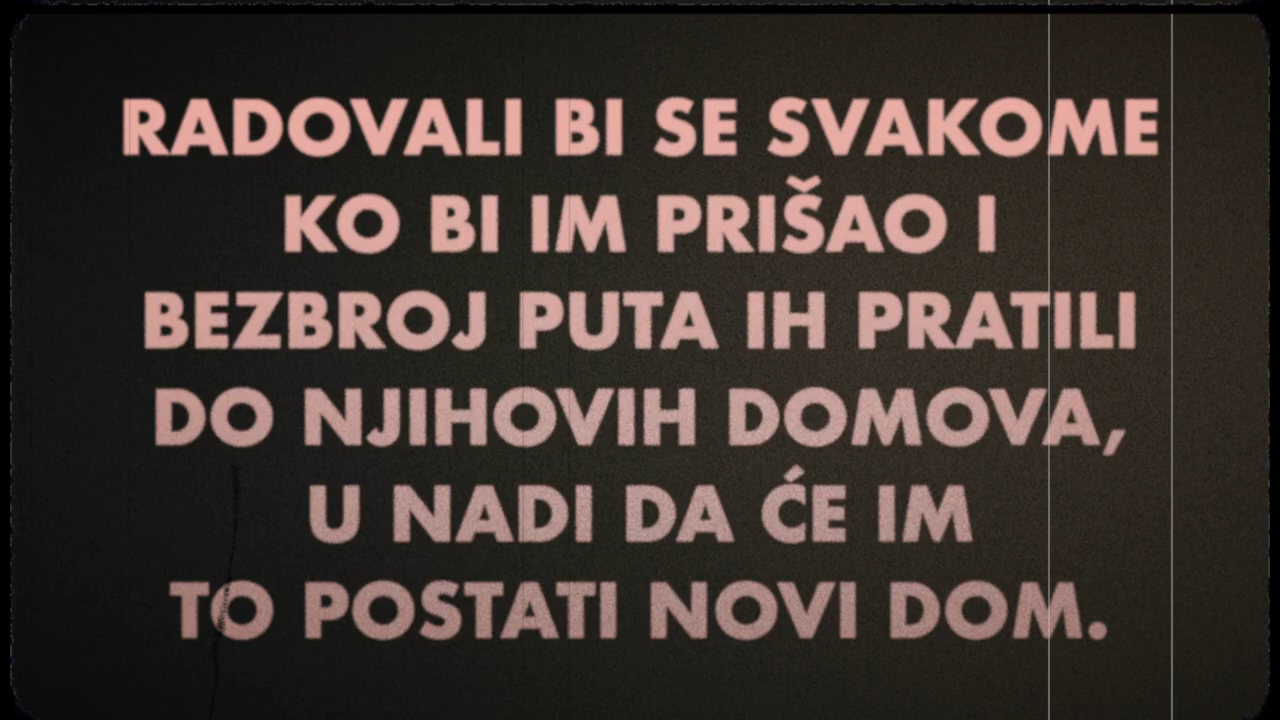 RADOVALI BI SE SVAKOME
KO BI IM PRIŠAO I
BEZBROJ PUTA IH PRATILI
DO NJIHOVIH DOMOVA,
U NADI DA ĆE IM
TO POSTATI NOVI DOM.